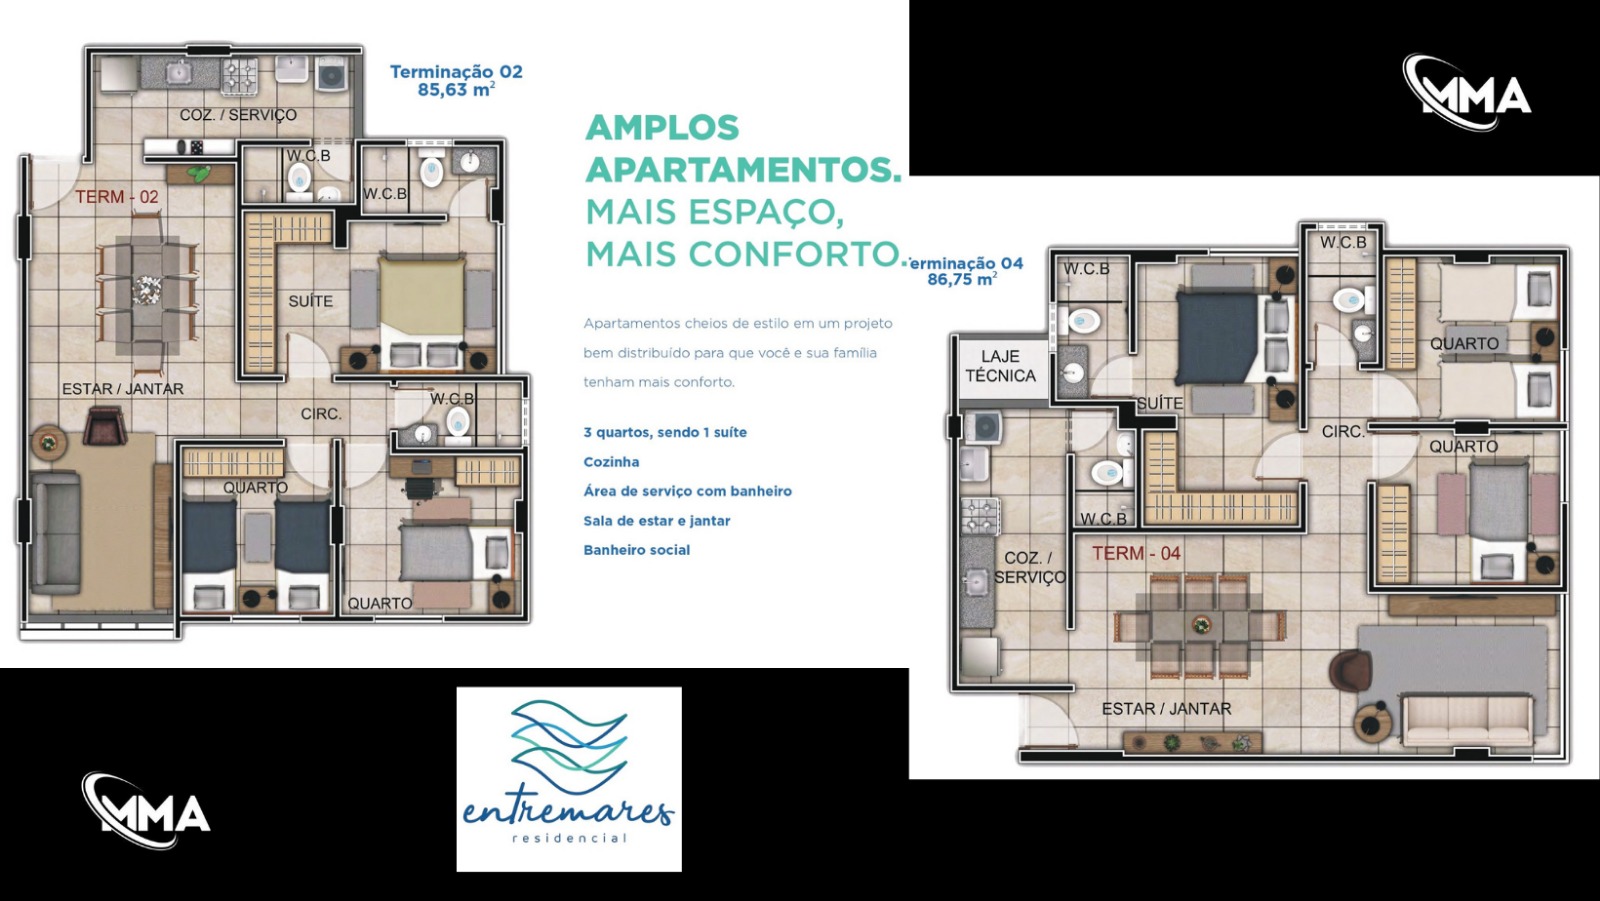 Terminação 02
85,63 m²
COZ. / SERVIÇO
W.C.B
W.C.B
TERM - 02
SUÍTE
ESTAR / JANTAR
CIRC.
W.C.B
QUARTO
QUARTO
AMPLOS
APARTAMENTOS.
MAIS ESPAÇO,
MAIS CONFORTO.
Apartamentos cheios de estilo em um projeto
bem distribuído para que você e sua família
tenham mais conforto.
3 quartos, sendo 1 suíte
Cozinha
Área de serviço com banheiro
Sala de estar e jantar
Banheiro social
MMA
erminação 04
86,75 m²
W.C.B
W.C.B
LAJE
TÉCNICA
QUARTO
SUÍTE
CIRC.
QUARTO
W.C.B
COZ. /
SERVIÇO
TERM - 04
ESTAR / JANTAR
MMA
entremares
residencial